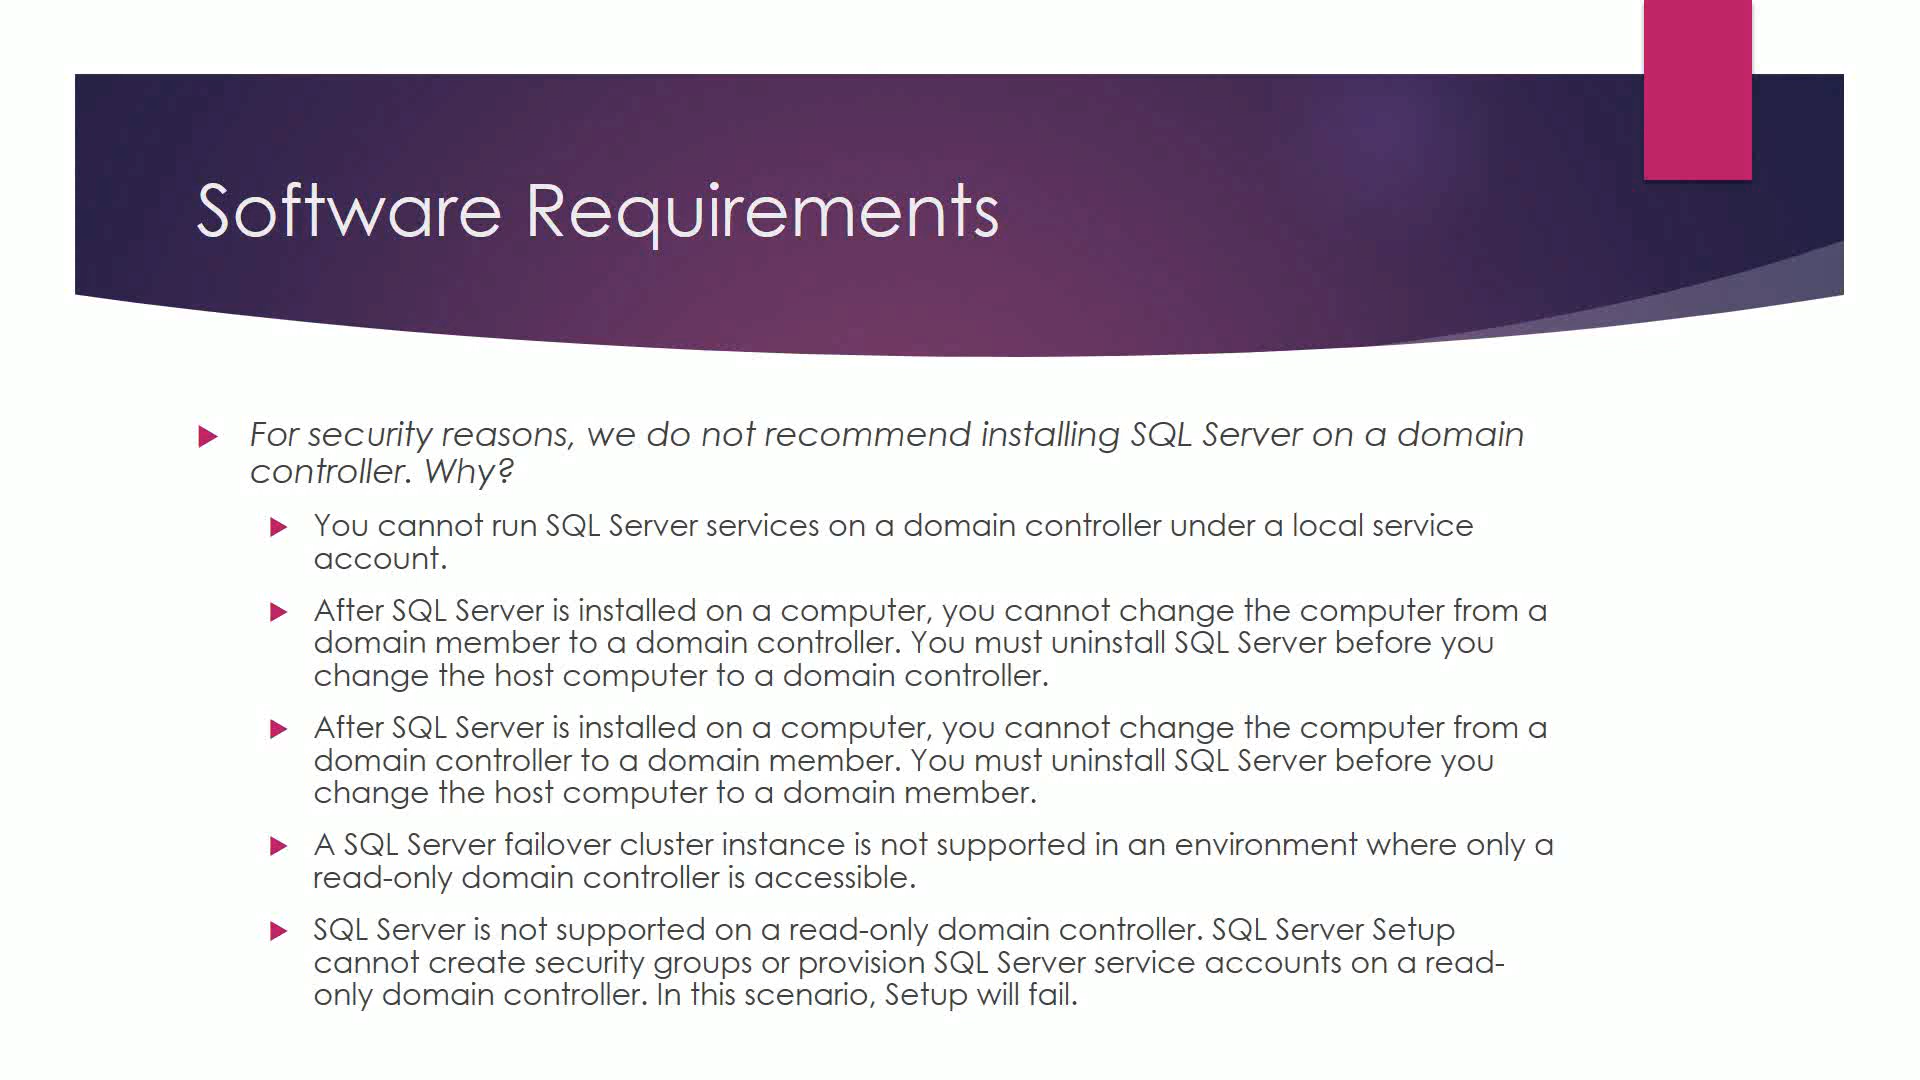 Software Requirements
For security reasons, we do not recommend installing SQL Server on a domain
controller. Why?
You cannot run SQL Server services on a domain controller under a local service
account.
After SQL Server is installed on a computer, you cannot change the computer from a
domain member to a domain controller. You must uninstall SQL Server before you
change the host computer to a domain controller.
After SQL Server is installed on a computer, you cannot change the computer from a
domain controller to a domain member. You must uninstall SQL Server before you
change the host computer to a domain member.
A SQL Server failover cluster instance is not supported in an environment where only a
read-only domain controller is accessible.
SQL Server is not supported on a read-only domain controller. SQL Server Setup
cannot create security groups or provision SQL Server service accounts on a read-
only domain controller. In this scenario, Setup will fail.